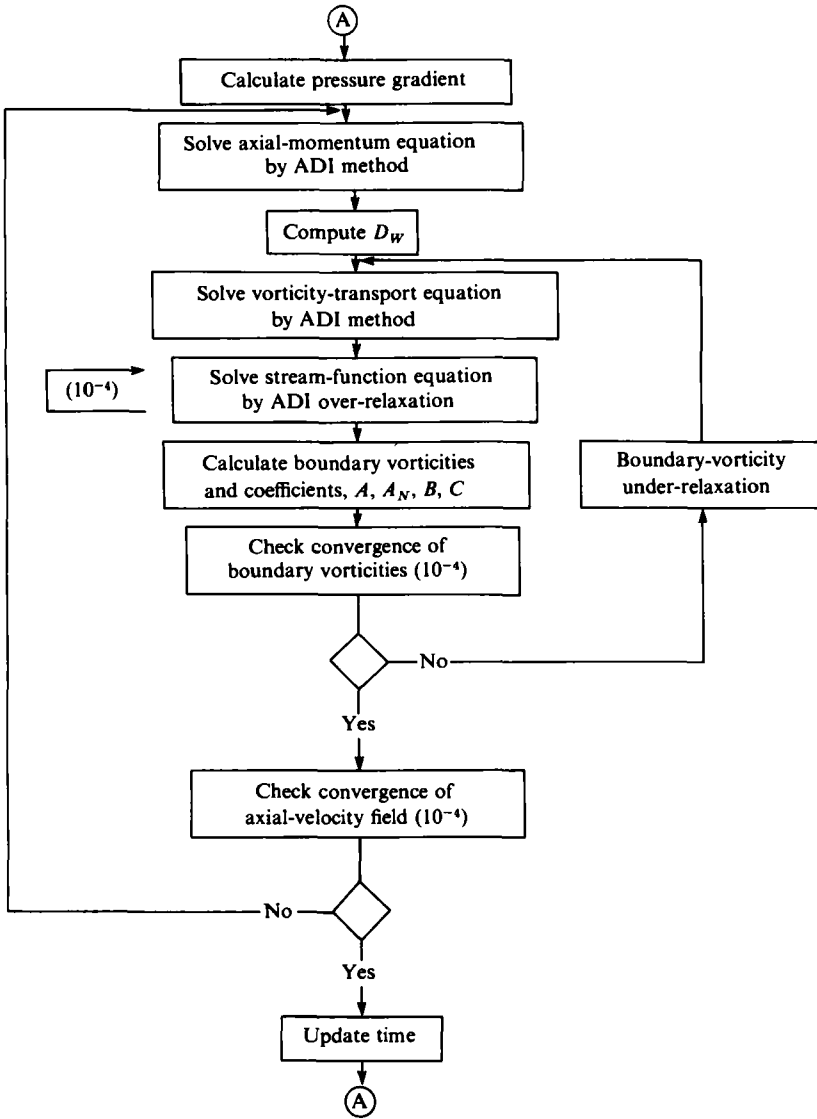 A
Calculate pressure gradient
Solve axial-momentum equation
by ADI method
Compute D_W
Solve vorticity-transport equation
by ADI method
(10⁻⁴)
Solve stream-function equation
by ADI over-relaxation
Calculate boundary vorticities
and coefficients, A, A_N, B, C
Boundary-vorticity
under-relaxation
Check convergence of
boundary vorticities (10⁻⁴)
No
Yes
Check convergence of
axial-velocity field (10⁻⁴)
No
Yes
Update time
A